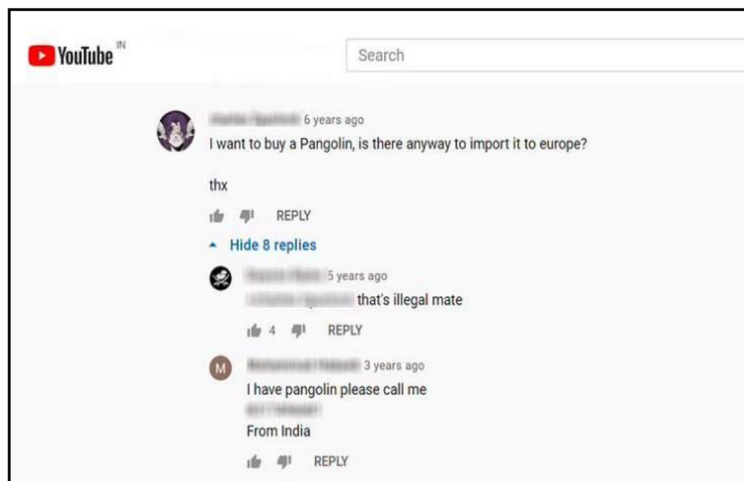 YouTube IN
Search
6 years ago
I want to buy a Pangolin, is there anyway to import it to europe?
thx
REPLY
Hide 8 replies
5 years ago
that's illegal mate
4 REPLY
M
3 years ago
I have pangolin please call me
From India
REPLY